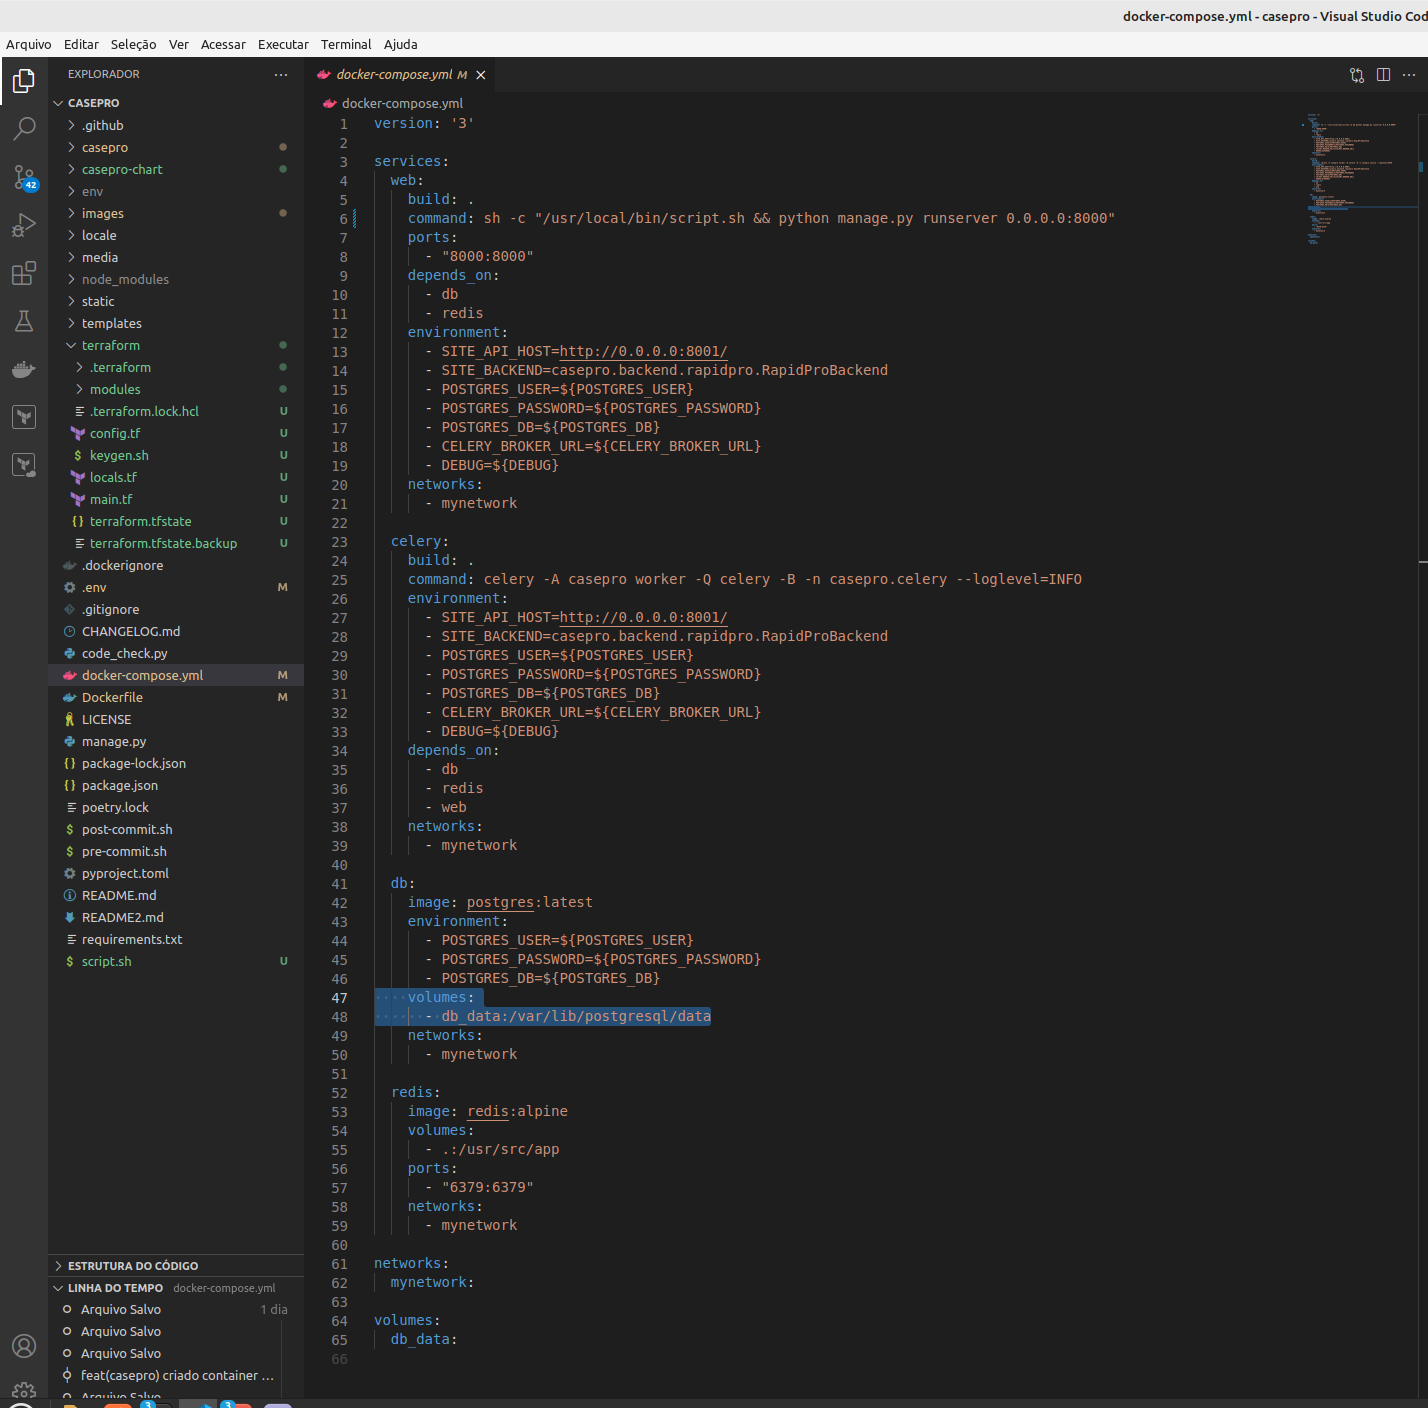 docker-compose.yml - casepro - Visual Studio Cod
Arquivo Editar Seleção Ver Acessar Executar Terminal Ajuda
EXPLORADOR
CASEPRO
.github
casepro
casepro-chart
env
images
locale
media
node_modules
static
templates
terraform
.terraform
modules
.terraform.lock.hcl U
config.tf U
keygen.sh U
locals.tf U
main.tf U
terraform.tfstate U
terraform.tfstate.backup U
.dockerignore
.env M
.gitignore
CHANGELOG.md
code_check.py
docker-compose.yml M
Dockerfile M
LICENSE
manage.py
package-lock.json
package.json
poetry.lock
post-commit.sh
pre-commit.sh
pyproject.toml
README.md
README2.md
requirements.txt
script.sh U
ESTRUTURA DO CÓDIGO
LINHA DO TEMPO docker-compose.yml
Arquivo Salvo 1 dia
Arquivo Salvo
Arquivo Salvo
feat(casepro) criado container ...
Arquivo Salvo
42
3
3
docker-compose.yml M
docker-compose.yml
1 version: '3'
2
3 services:
4   web:
5     build: .
6     command: sh -c "/usr/local/bin/script.sh && python manage.py runserver 0.0.0.0:8000"
7     ports:
8       - "8000:8000"
9     depends_on:
10       - db
11       - redis
12     environment:
13       - SITE_API_HOST=http://0.0.0.0:8001/
14       - SITE_BACKEND=casepro.backend.rapidpro.RapidProBackend
15       - POSTGRES_USER=${POSTGRES_USER}
16       - POSTGRES_PASSWORD=${POSTGRES_PASSWORD}
17       - POSTGRES_DB=${POSTGRES_DB}
18       - CELERY_BROKER_URL=${CELERY_BROKER_URL}
19       - DEBUG=${DEBUG}
20     networks:
21       - mynetwork
22
23   celery:
24     build: .
25     command: celery -A casepro worker -Q celery -B -n casepro.celery --loglevel=INFO
26     environment:
27       - SITE_API_HOST=http://0.0.0.0:8001/
28       - SITE_BACKEND=casepro.backend.rapidpro.RapidProBackend
29       - POSTGRES_USER=${POSTGRES_USER}
30       - POSTGRES_PASSWORD=${POSTGRES_PASSWORD}
31       - POSTGRES_DB=${POSTGRES_DB}
32       - CELERY_BROKER_URL=${CELERY_BROKER_URL}
33       - DEBUG=${DEBUG}
34     depends_on:
35       - db
36       - redis
37       - web
38     networks:
39       - mynetwork
40
41   db:
42     image: postgres:latest
43     environment:
44       - POSTGRES_USER=${POSTGRES_USER}
45       - POSTGRES_PASSWORD=${POSTGRES_PASSWORD}
46       - POSTGRES_DB=${POSTGRES_DB}
47     volumes:
48       - db_data:/var/lib/postgresql/data
49     networks:
50       - mynetwork
51
52   redis:
53     image: redis:alpine
54     volumes:
55       - .:/usr/src/app
56     ports:
57       - "6379:6379"
58     networks:
59       - mynetwork
60
61 networks:
62   mynetwork:
63
64 volumes:
65   db_data:
66